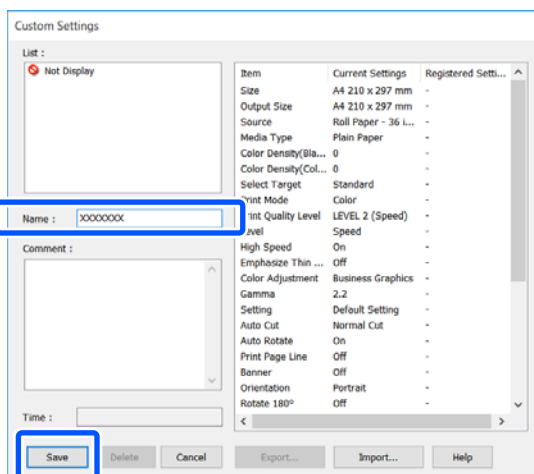 Custom Settings
List :
Not Display
Name : XXXXXXX
Comment :
Time :
Item Current Settings Registered Setti...
Size A4 210 x 297 mm -
Output Size A4 210 x 297 mm -
Source Roll Paper - 36 i... -
Media Type Plain Paper -
Color Density(Bla... 0 -
Color Density(Col... 0 -
Select Target Standard -
Print Mode Color -
Print Quality Level LEVEL 2 (Speed) -
Level Speed -
High Speed On -
Emphasize Thin ... Off -
Color Adjustment Business Graphics -
Gamma 2.2 -
Setting Default Setting -
Auto Cut Normal Cut -
Auto Rotate On -
Print Page Line Off -
Banner Off -
Orientation Portrait -
Rotate 180° Off -
Save Delete Cancel Export... Import... Help